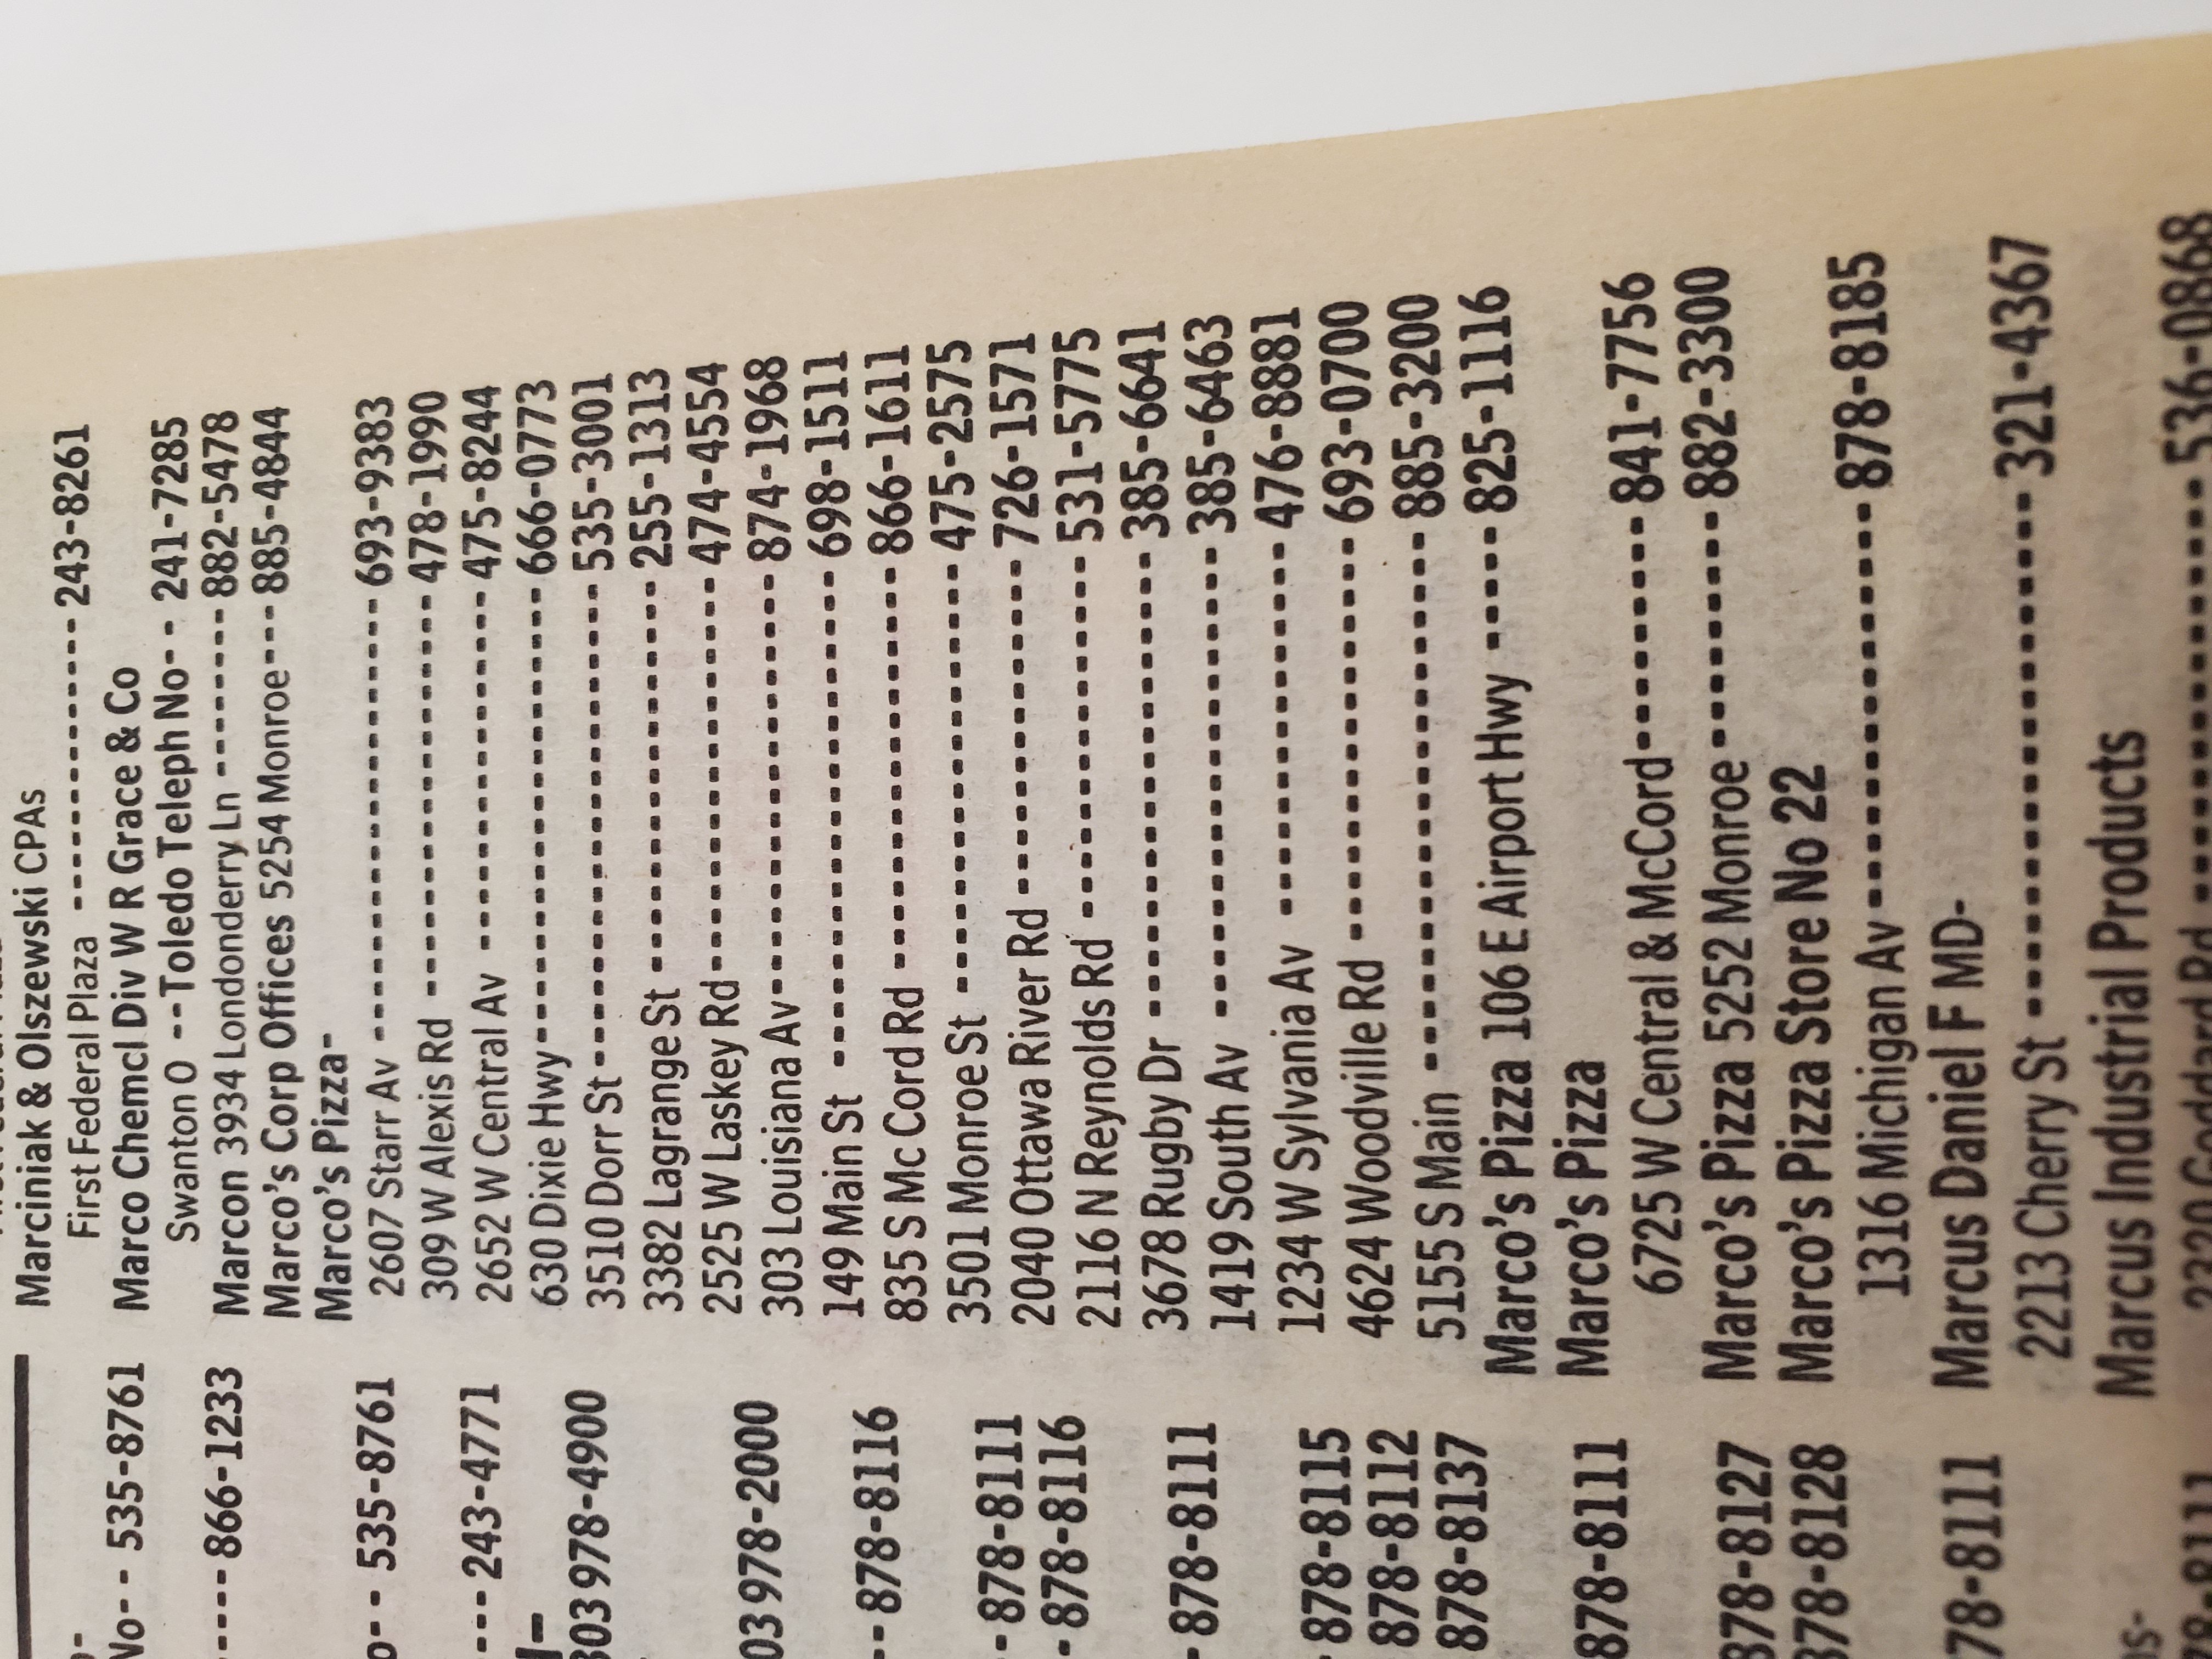 No-- 535-8761
----866-1233
-- 535-8761
---243-4771
303 978-4900
03 978-2000
--878-8116
-878-8111
-878-8116
-878-8111
878-8115
878-8112
878-8137
878-8111
878-8127
878-8128
78-8111
Marciniak & Olszewski CPAs
First Federal Plaza ------------243-8261
Marco Chemcl Div W R Grace & Co
Swanton O --Toledo Teleph No-- 241-7285
Marcon 3934 Londonderry Ln --------882-5478
Marco's Corp Offices 5254 Monroe---885-4844
Marco's Pizza-
2607 Starr Av --------------------693-9383
309 W Alexis Rd ------------------478-1990
2652 W Central Av ----------------475-8244
630 Dixie Hwy--------------------666-0773
3510 Dorr St---------------------535-3001
3382 Lagrange St -----------------255-1313
2525 W Laskey Rd-----------------474-4554
303 Louisiana Av------------------874-1968
149 Main St ---------------------698-1511
835 S Mc Cord Rd -----------------866-1611
3501 Monroe St ------------------475-2575
2040 Ottawa River Rd --------------726-1571
2116 N Reynolds Rd ---------------531-5775
3678 Rugby Dr -------------------385-6641
1419 South Av -------------------385-6463
1234 W Sylvania Av ---------------476-8881
4624 Woodville Rd ----------------693-0700
5155 S Main ---------------------885-3200
Marco's Pizza 106 E Airport Hwy -----825-1116
Marco's Pizza
6725 W Central & McCord---------841-7756
Marco's Pizza 5252 Monroe ---------882-3300
Marco's Pizza Store No 22
1316 Michigan Av----------------878-8185
Marcus Daniel F MD-
2213 Cherry St -------------------321-4367
Marcus Industrial Products
2320 Goddard Rd ----------------536-0868